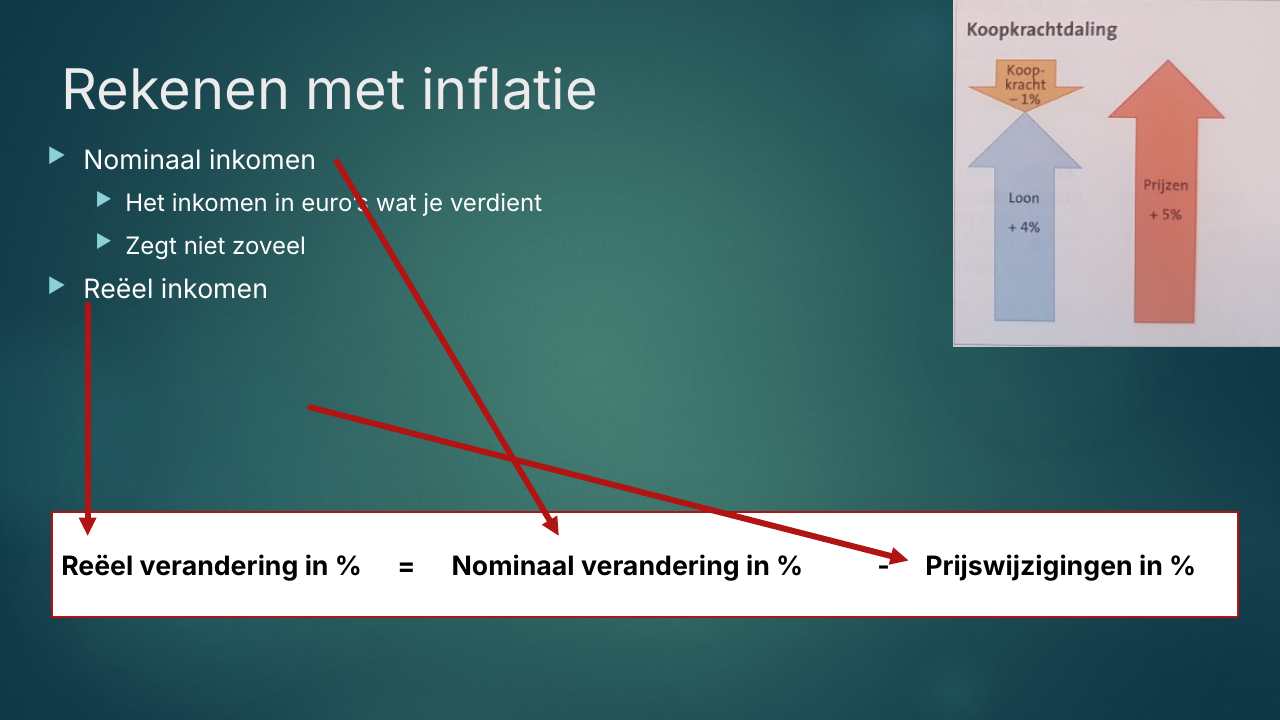 Rekenen met inflatie
Nominaal inkomen
Het inkomen in euro's wat je verdient
Zegt niet zoveel
Reëel inkomen
Koopkrachtdaling
Koop-
kracht
– 1%
Loon
+ 4%
Prijzen
+ 5%
Reëel verandering in % = Nominaal verandering in % - Prijswijzigingen in %